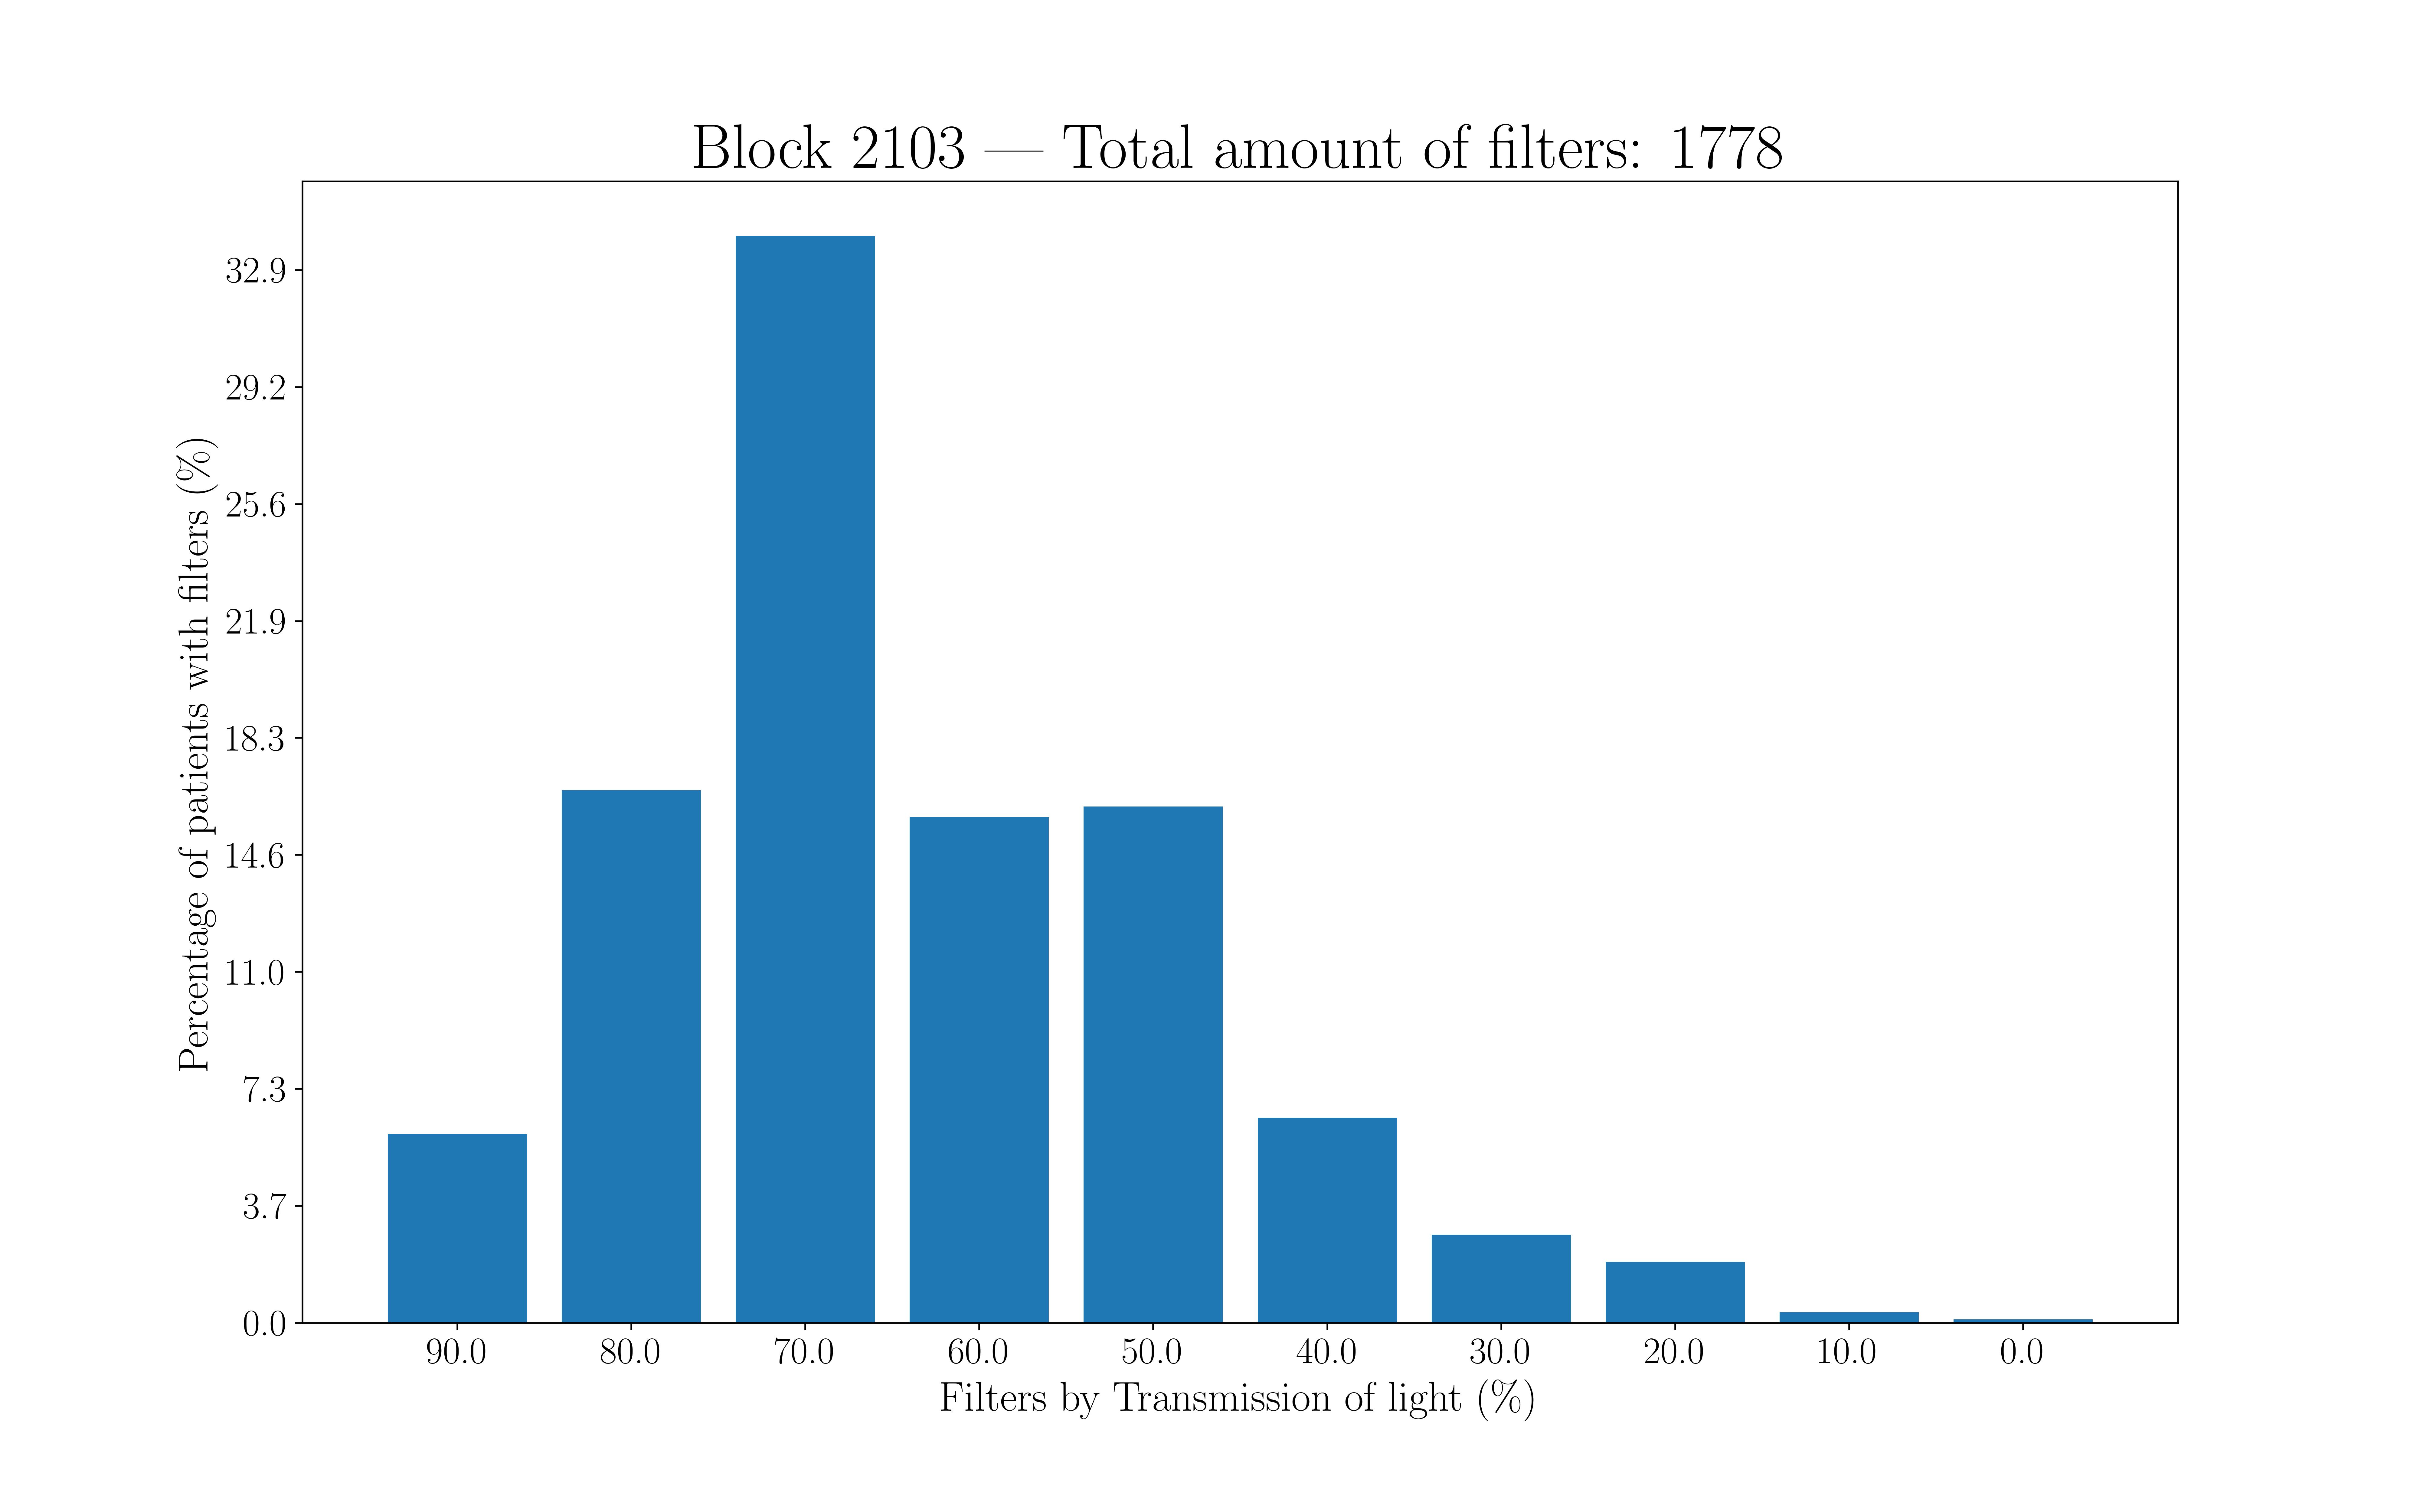 Block 2103 — Total amount of filters: 1778
Percentage of patients with filters (%)
32.9
29.2
25.6
21.9
18.3
14.6
11.0
7.3
3.7
0.0
90.0 80.0 70.0 60.0 50.0 40.0 30.0 20.0 10.0 0.0
Filters by Transmission of light (%)